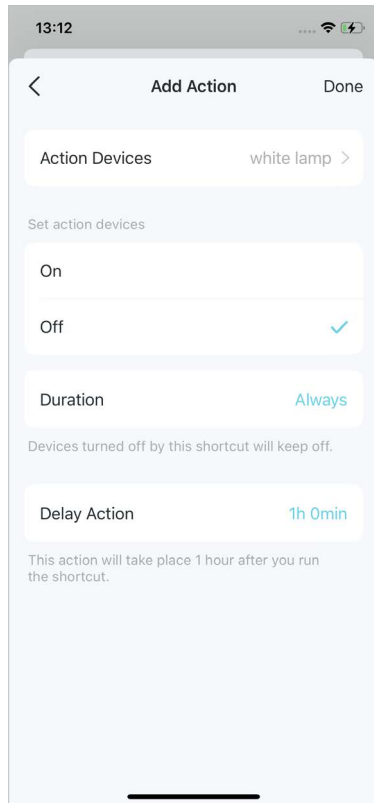 13:12
Add Action
Done
Action Devices
white lamp
Set action devices
On
Off
Duration
Always
Devices turned off by this shortcut will keep off.
Delay Action
1h 0min
This action will take place 1 hour after you run
the shortcut.